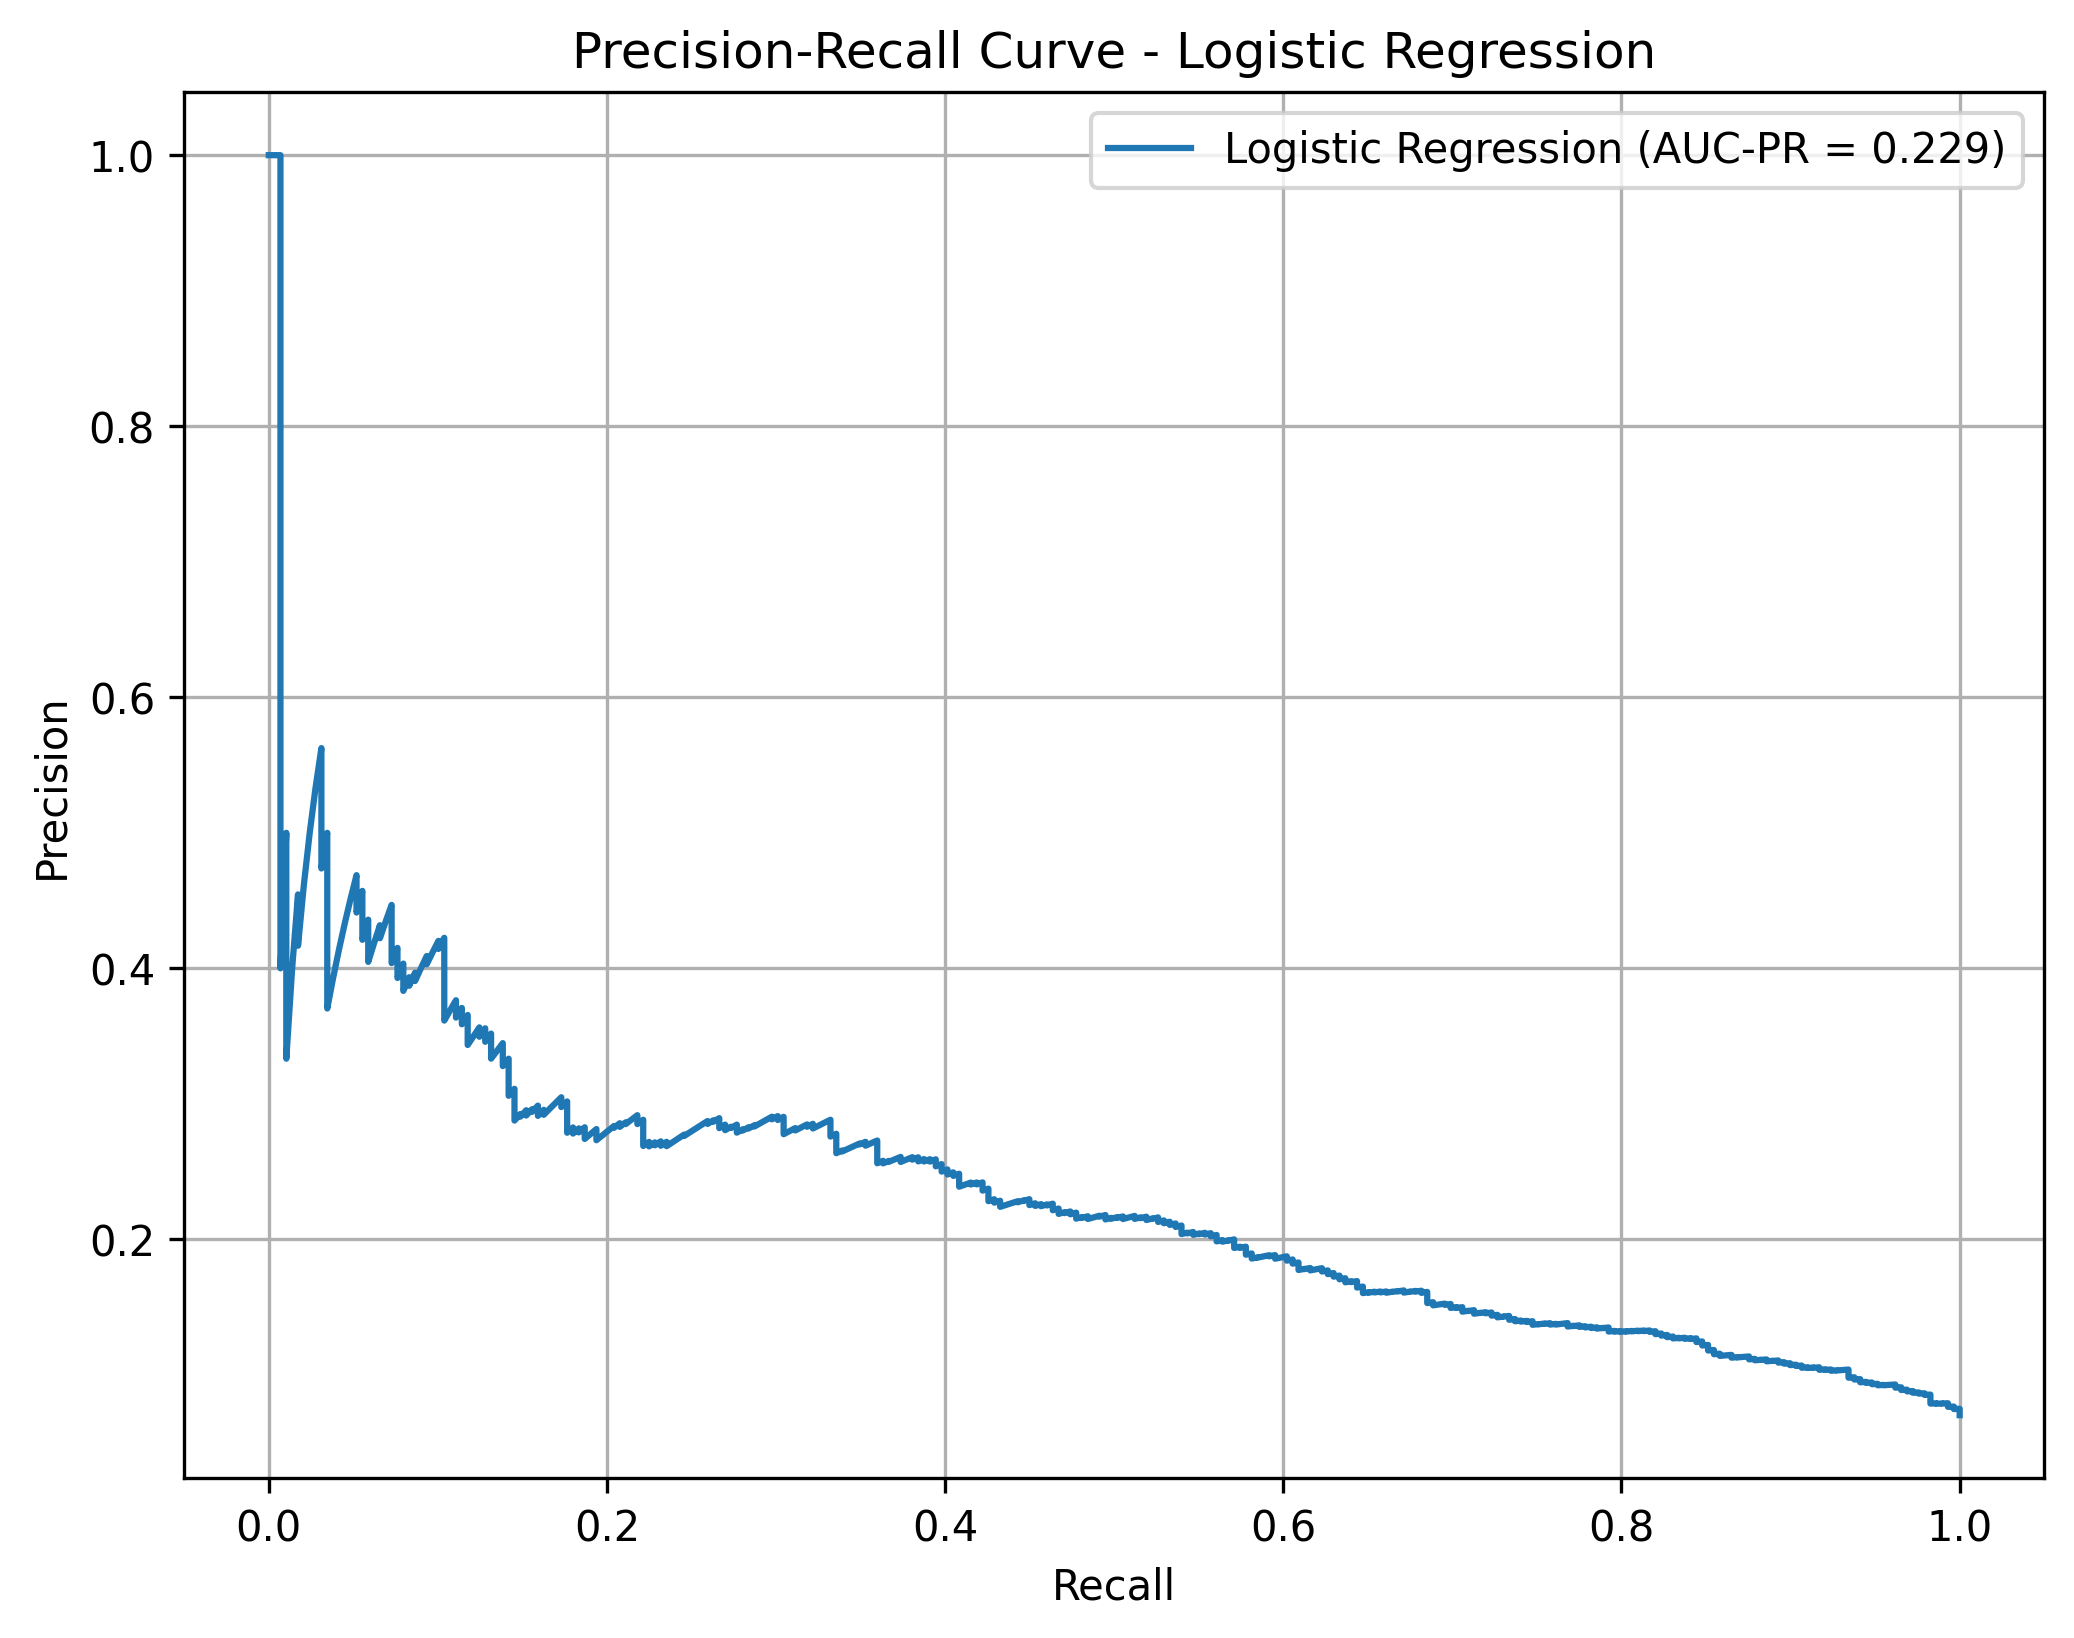 Precision-Recall Curve - Logistic Regression
Logistic Regression (AUC-PR = 0.229)
1.0
0.8
0.6
0.4
0.2
Precision
0.0 0.2 0.4 0.6 0.8 1.0
Recall